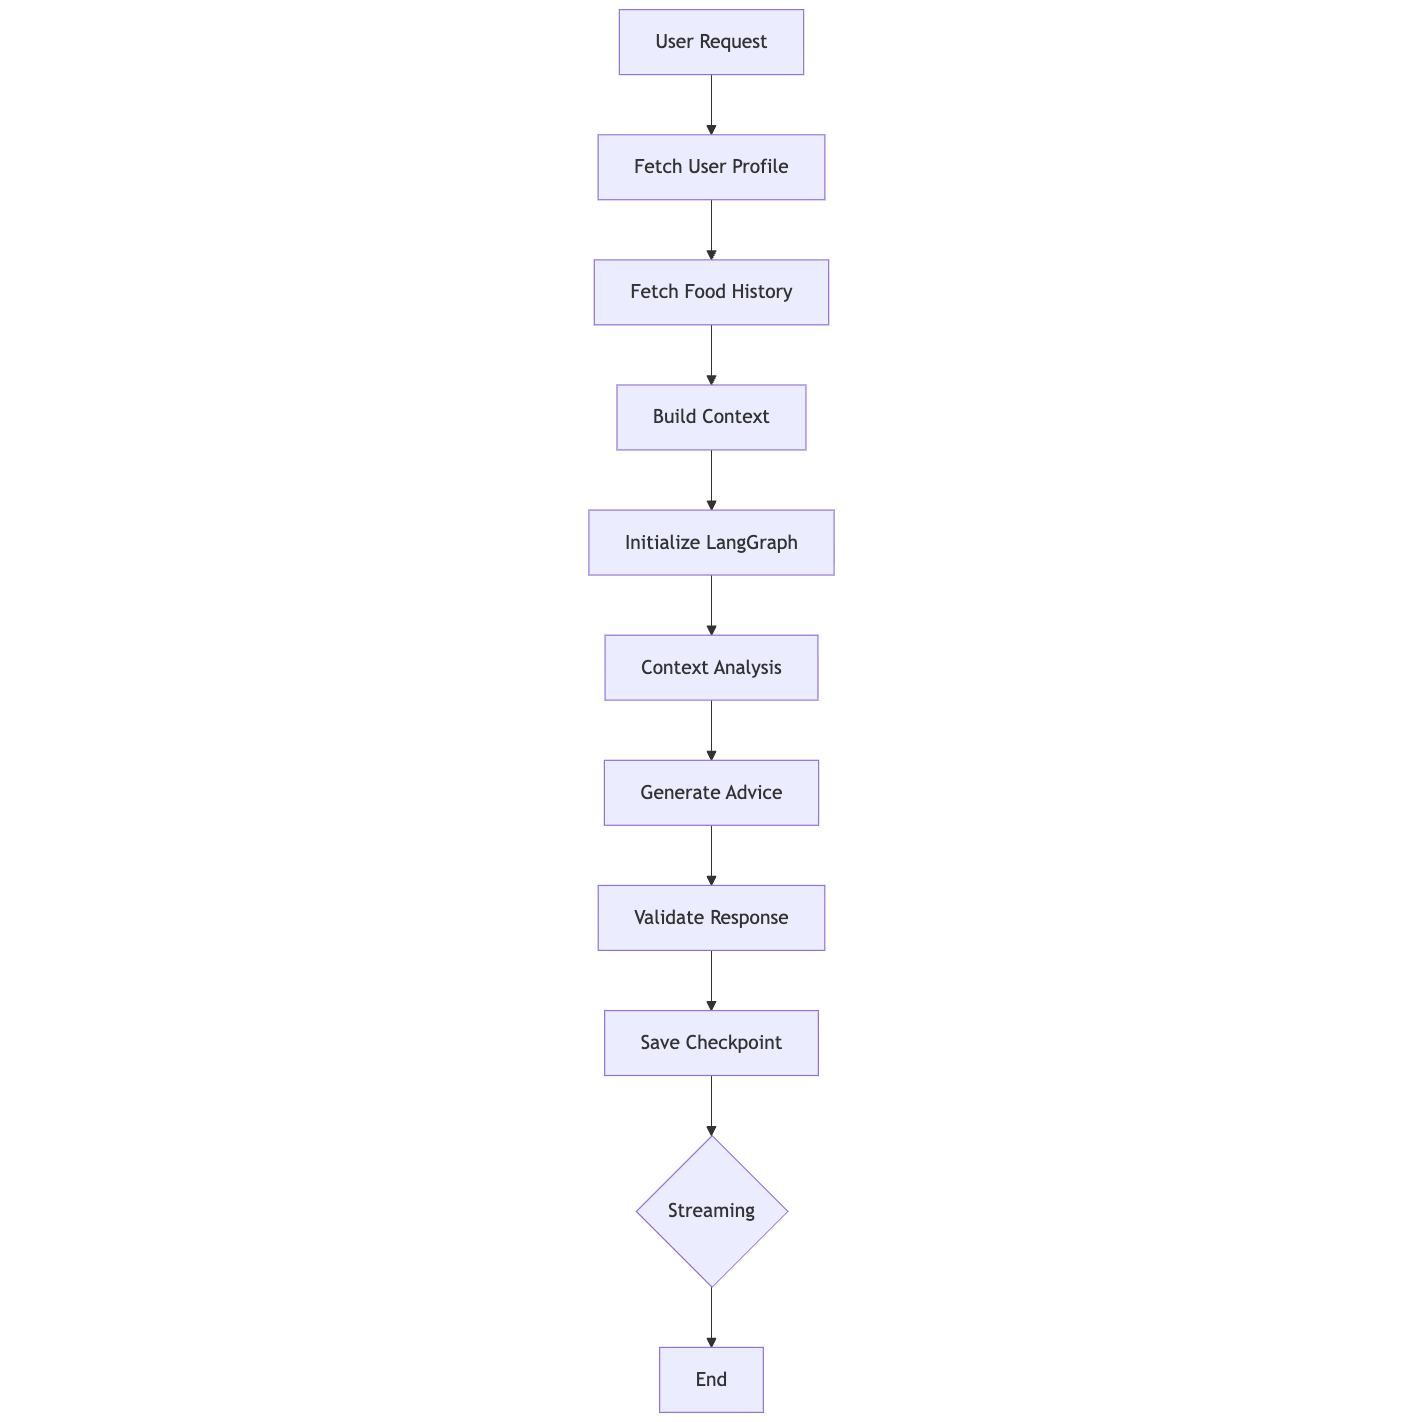 User Request
Fetch User Profile
Fetch Food History
Build Context
Initialize LangGraph
Context Analysis
Generate Advice
Validate Response
Save Checkpoint
Streaming
End